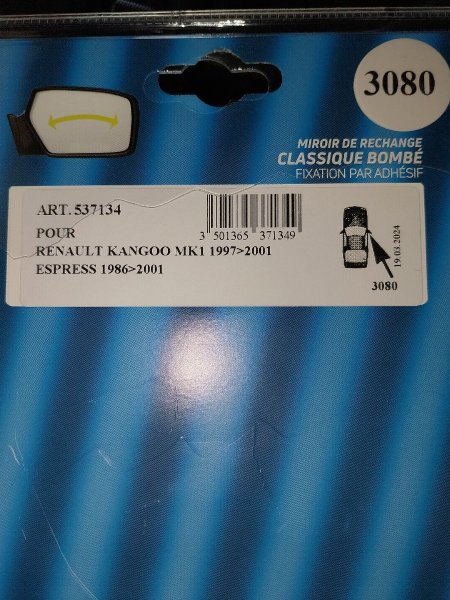 3080
MIROIR DE RECHANGE
CLASSIQUE BOMBÉ
FIXATION PAR ADHÉSIF
ART.537134
POUR
RENAULT KANGOO MK1 1997>2001
ESPRESS 1986>2001
3 501365 371349
19.03.2024
3080